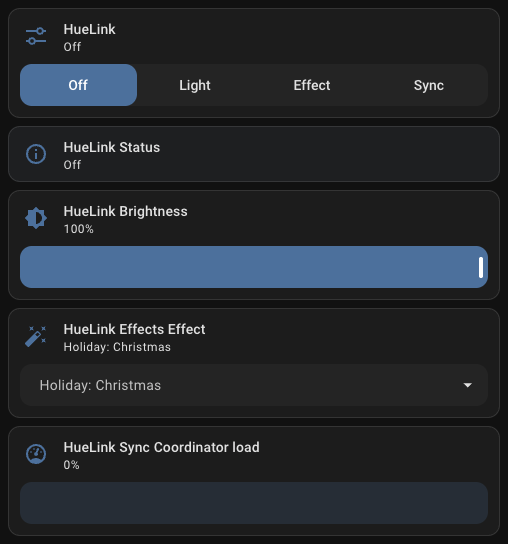 HueLink
Off
Off Light Effect Sync
HueLink Status
Off
HueLink Brightness
100%
HueLink Effects Effect
Holiday: Christmas
Holiday: Christmas
HueLink Sync Coordinator load
0%